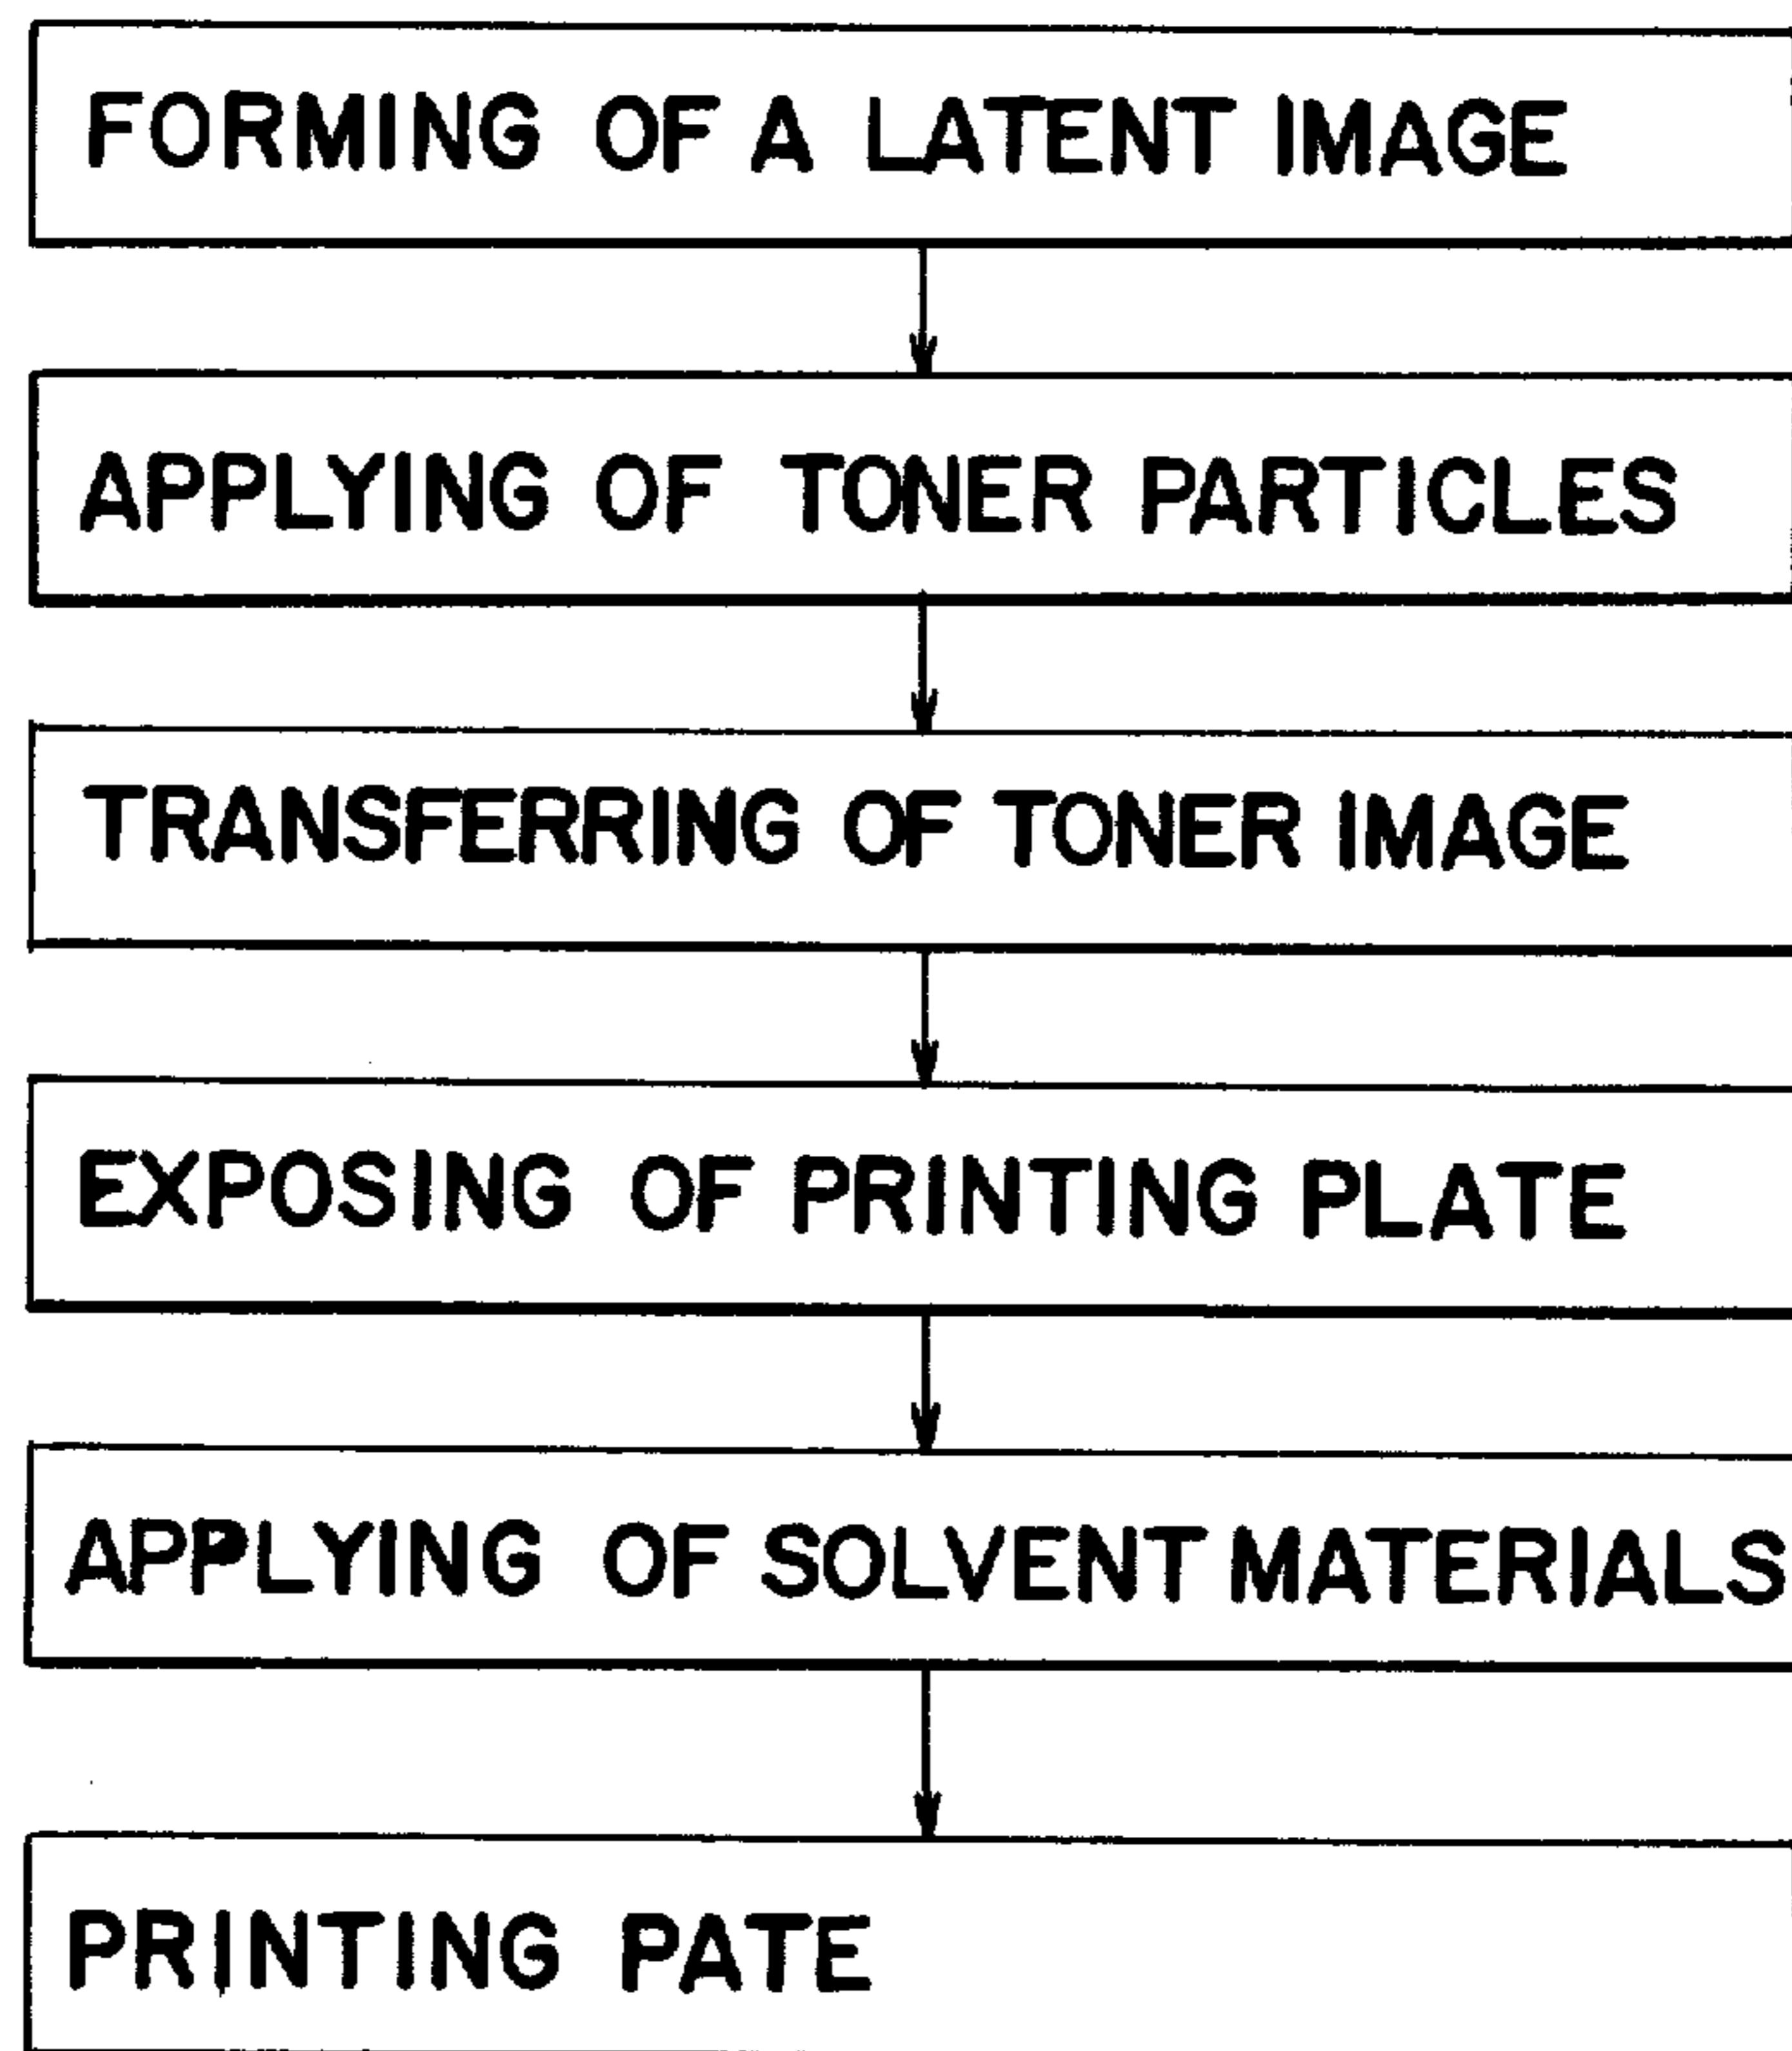 FORMING OF A LATENT IMAGE
APPLYING OF TONER PARTICLES
TRANSFERRING OF TONER IMAGE
EXPOSING OF PRINTING PLATE
APPLYING OF SOLVENT MATERIALS
PRINTING PATE